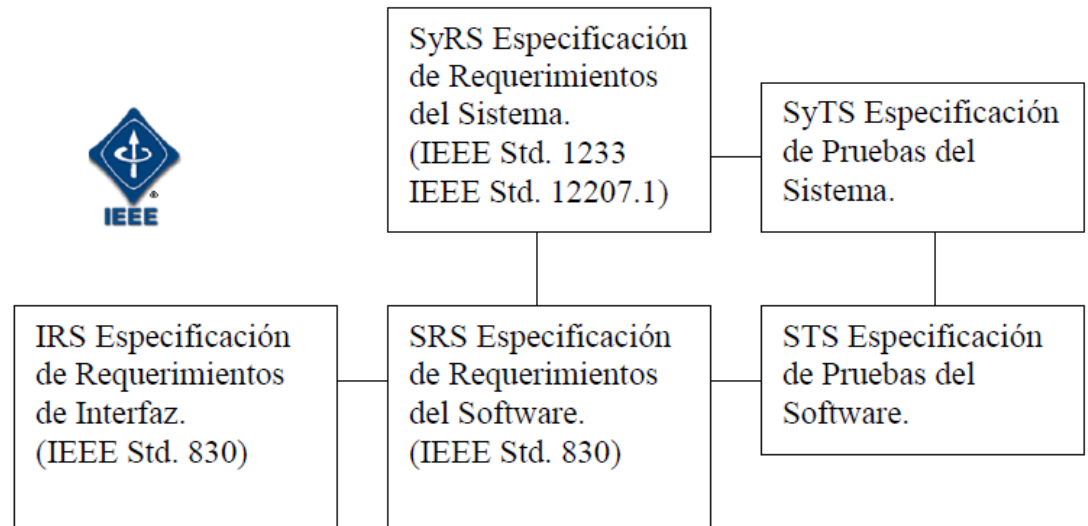 SyRS Especificación
de Requerimientos
del Sistema.
(IEEE Std. 1233
IEEE Std. 12207.1)
SyTS Especificación
de Pruebas del
Sistema.
®
IEEE
IRS Especificación
de Requerimientos
de Interfaz.
(IEEE Std. 830)
SRS Especificación
de Requerimientos
del Software.
(IEEE Std. 830)
STS Especificación
de Pruebas del
Software.